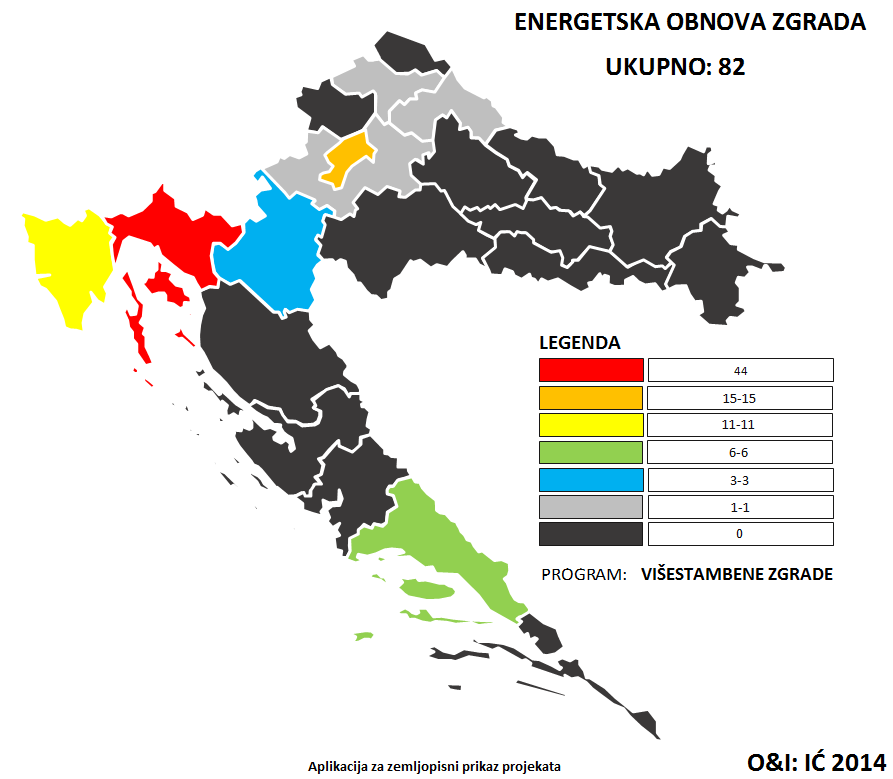 ENERGETSKA OBNOVA ZGRADA
UKUPNO: 82
LEGENDA
44
15-15
11-11
6-6
3-3
1-1
0
PROGRAM: VIŠESTAMBENE ZGRADE
O&I: IĆ 2014
Aplikacija za zemljopisni prikaz projekata